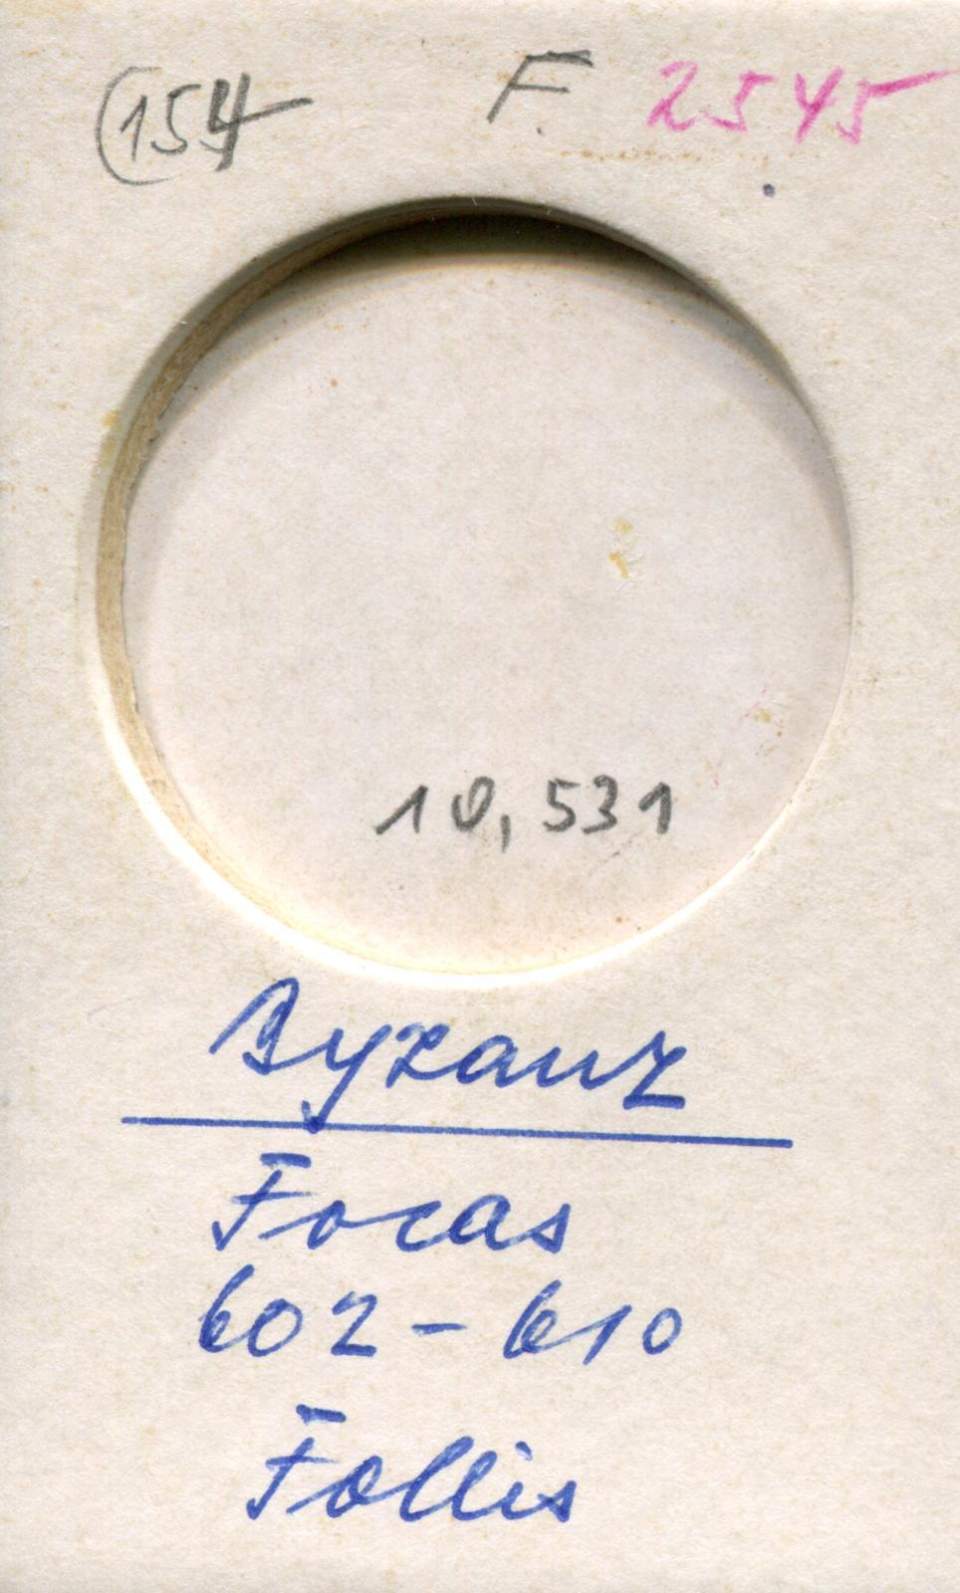 (154 F. 2545
10,531
Byzanz
Focas
602-610
Follis